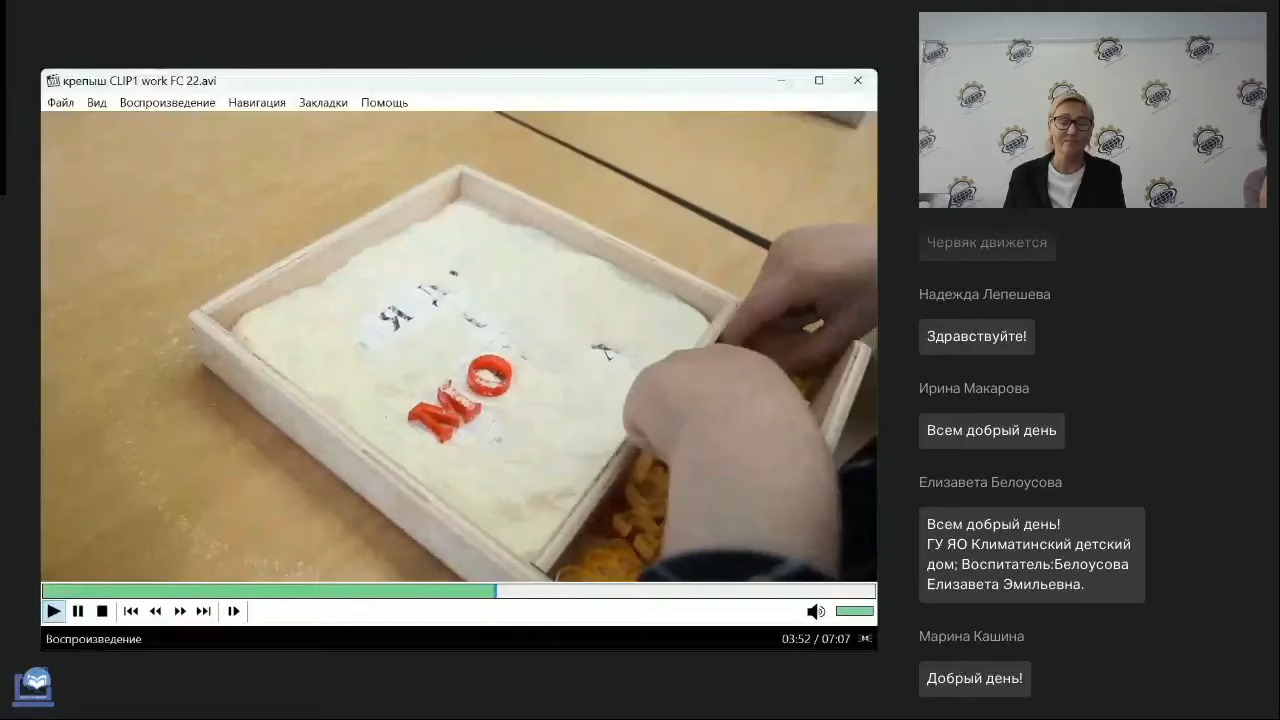 крепыш CLIP1 work FC 22.avi
Файл Вид Воспроизведение Навигация Закладки Помощь
МО
Воспроизведение
03:52 / 07:07
Червяк движется
Надежда Лепешева
Здравствуйте!
Ирина Макарова
Всем добрый день
Елизавета Белоусова
Всем добрый день!
ГУ ЯО Климатинский детский
дом; Воспитатель:Белоусова
Елизавета Эмильевна.
Марина Кашина
Добрый день!